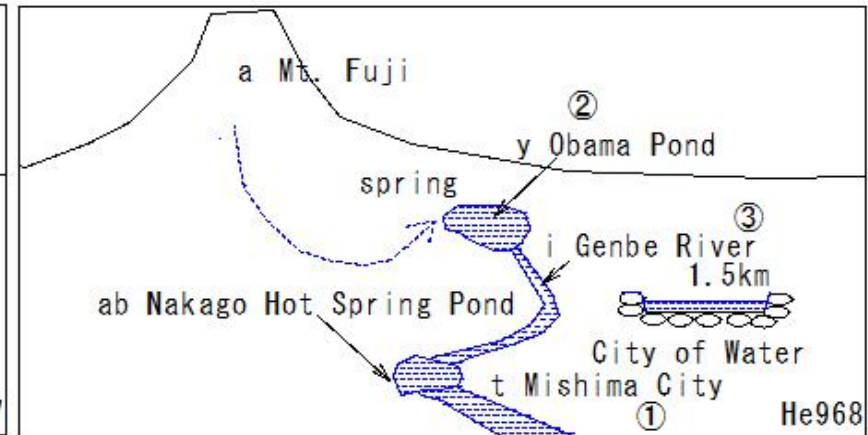 a Mt. Fuji
②
y Obama Pond
spring
③
i Genbe River
1.5km
ab Nakago Hot Spring Pond
City of Water
t Mishima City
①
He968